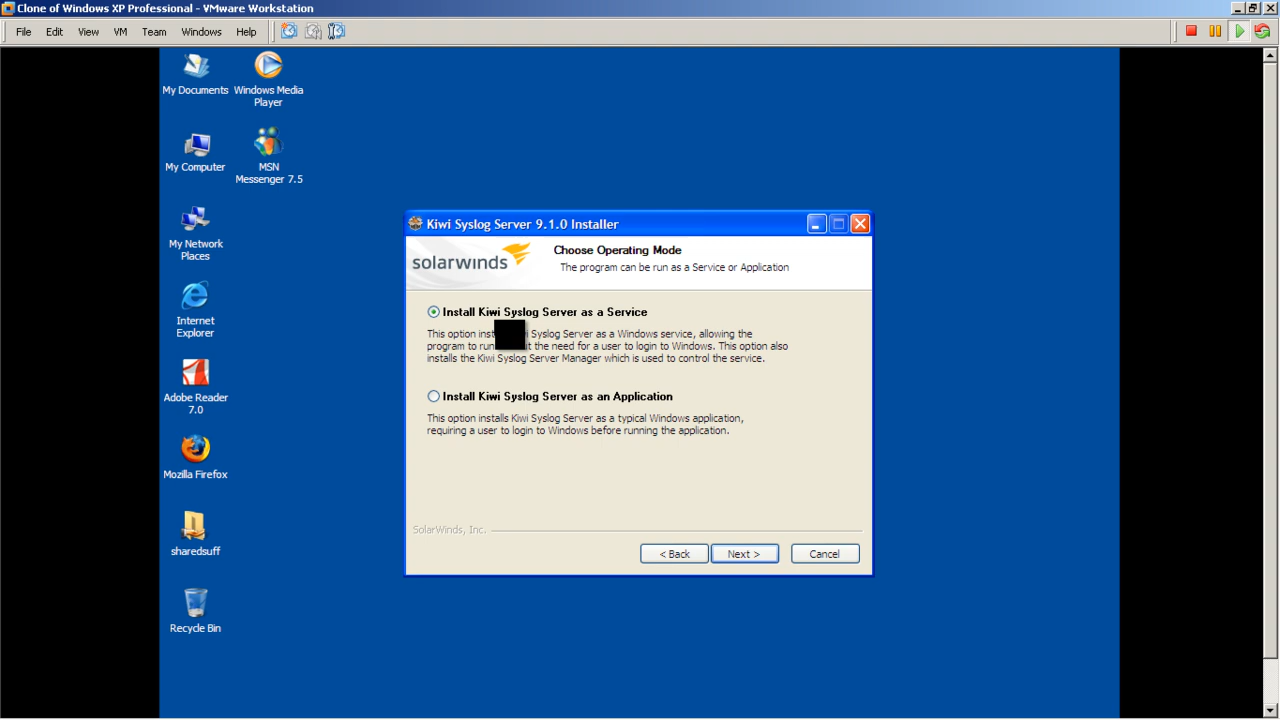 Clone of Windows XP Professional - VMware Workstation
File Edit View VM Team Windows Help
My Documents
Windows Media
Player
My Computer
MSN
Messenger 7.5
My Network
Places
Internet
Explorer
Adobe Reader
7.0
Mozilla Firefox
sharedsuff
Recycle Bin
Kiwi Syslog Server 9.1.0 Installer
solarwinds
Choose Operating Mode
The program can be run as a Service or Application
Install Kiwi Syslog Server as a Service
This option Syslog Server as a Windows service, allowing the
program to the need for a user to login to Windows. This option also
installs the Kiwi Syslog Server Manager which is used to control the service.
Install Kiwi Syslog Server as an Application
This option installs Kiwi Syslog Server as a typical Windows application,
requiring a user to login to Windows before running the application.
SolarWinds, Inc.
< Back Next > Cancel